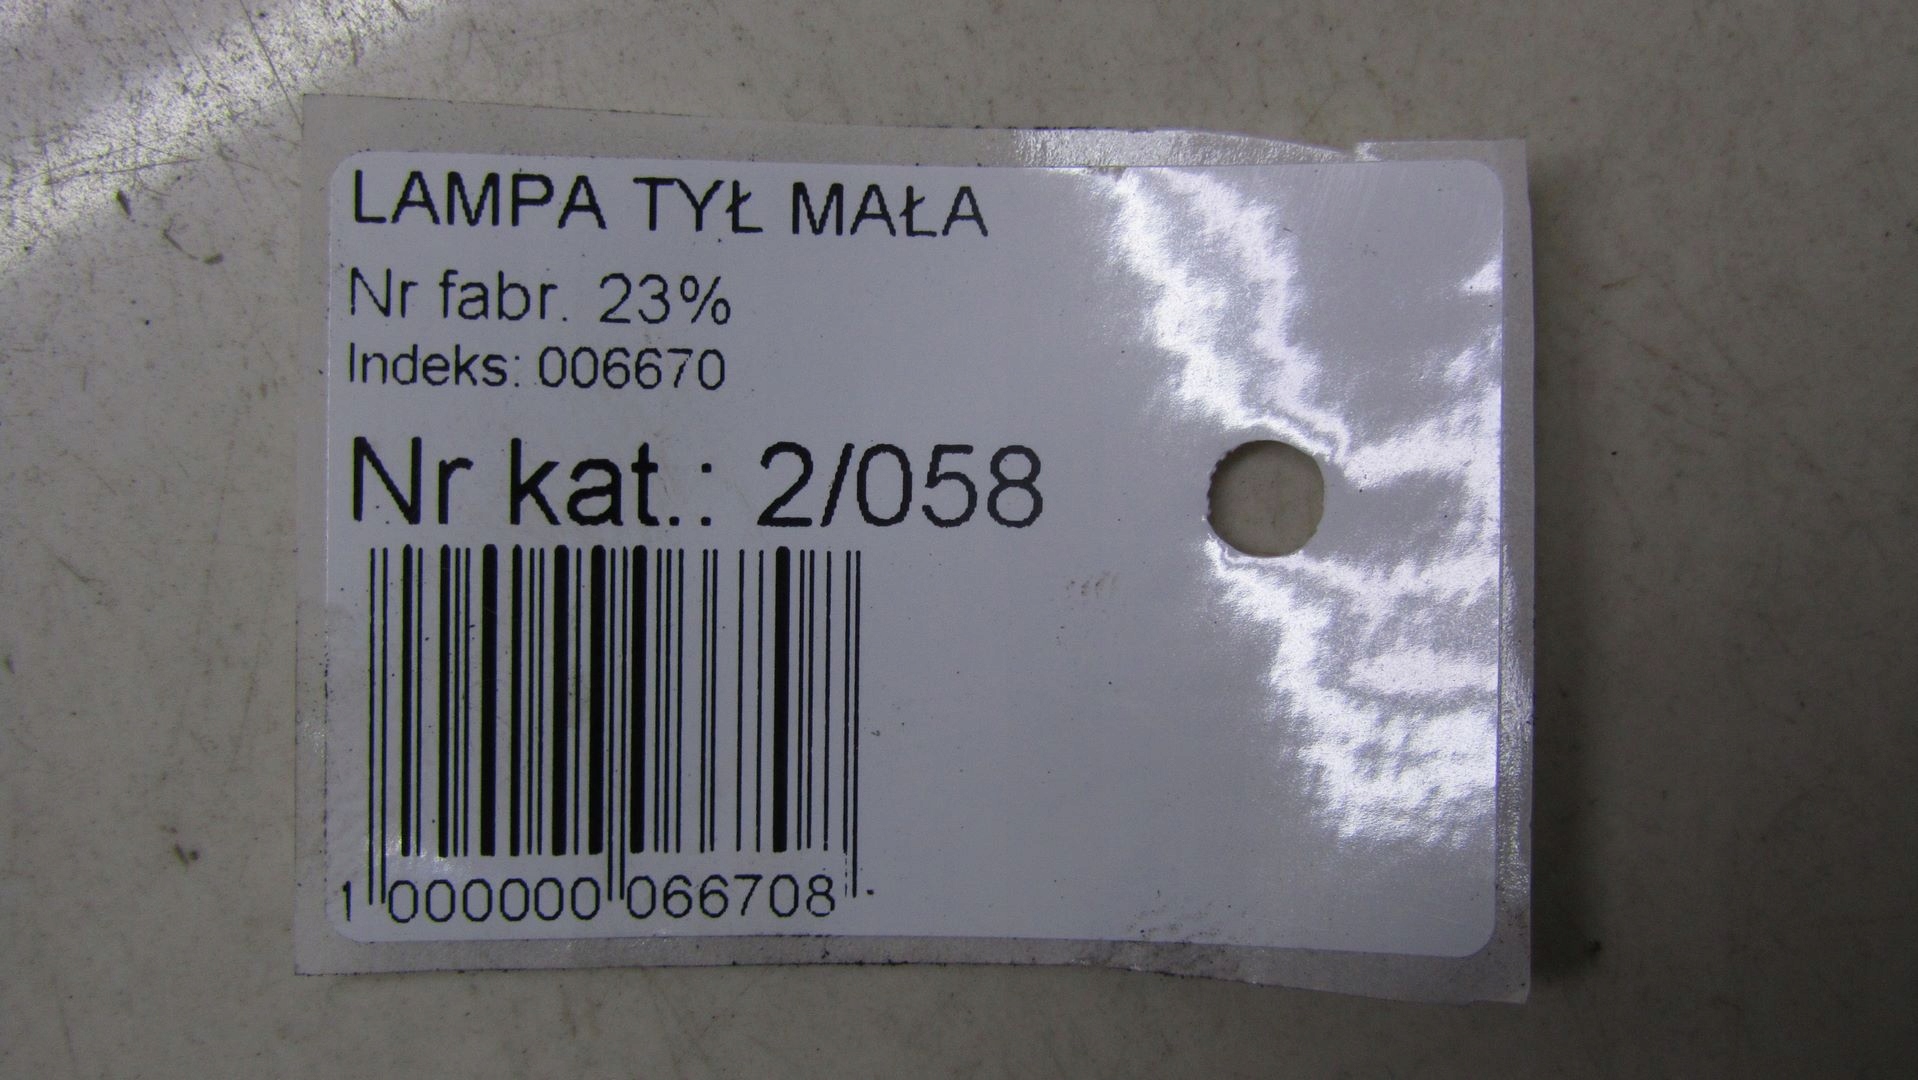 LAMPA TYŁ MAŁA
Nr fabr. 23%
Indeks: 006670
Nr kat.: 2/058
1 000000 066708